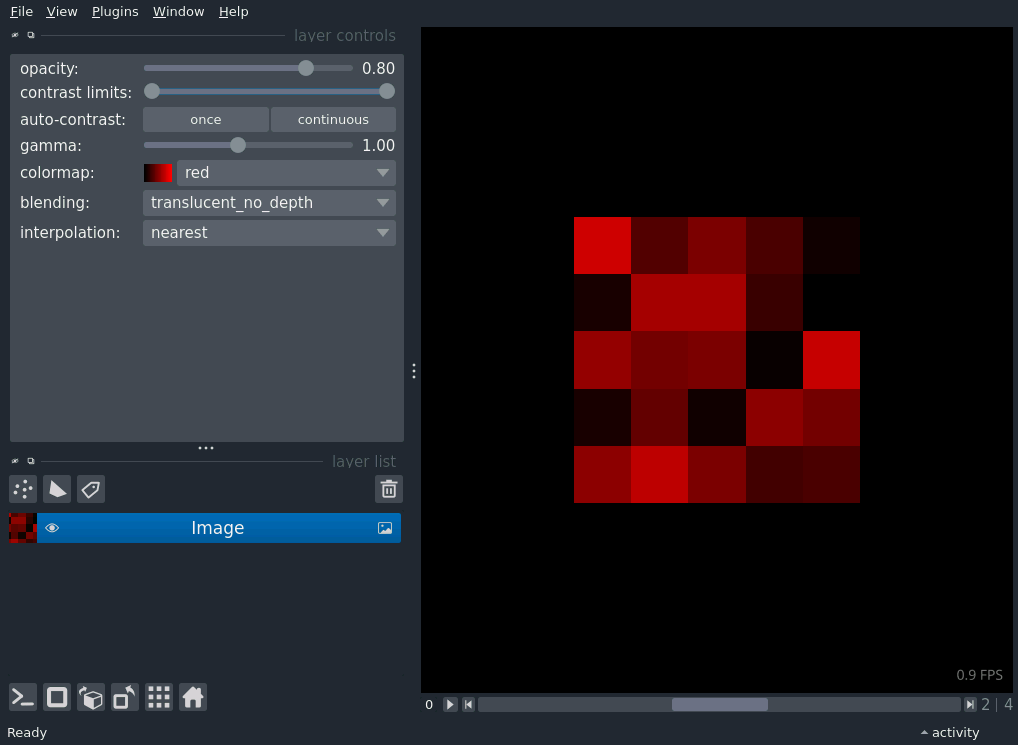 File View Plugins Window Help
layer controls
opacity: 0.80
contrast limits:
auto-contrast: once continuous
gamma: 1.00
colormap: red
blending: translucent_no_depth
interpolation: nearest
layer list
Image
0.9 FPS
0 2 | 4
Ready activity